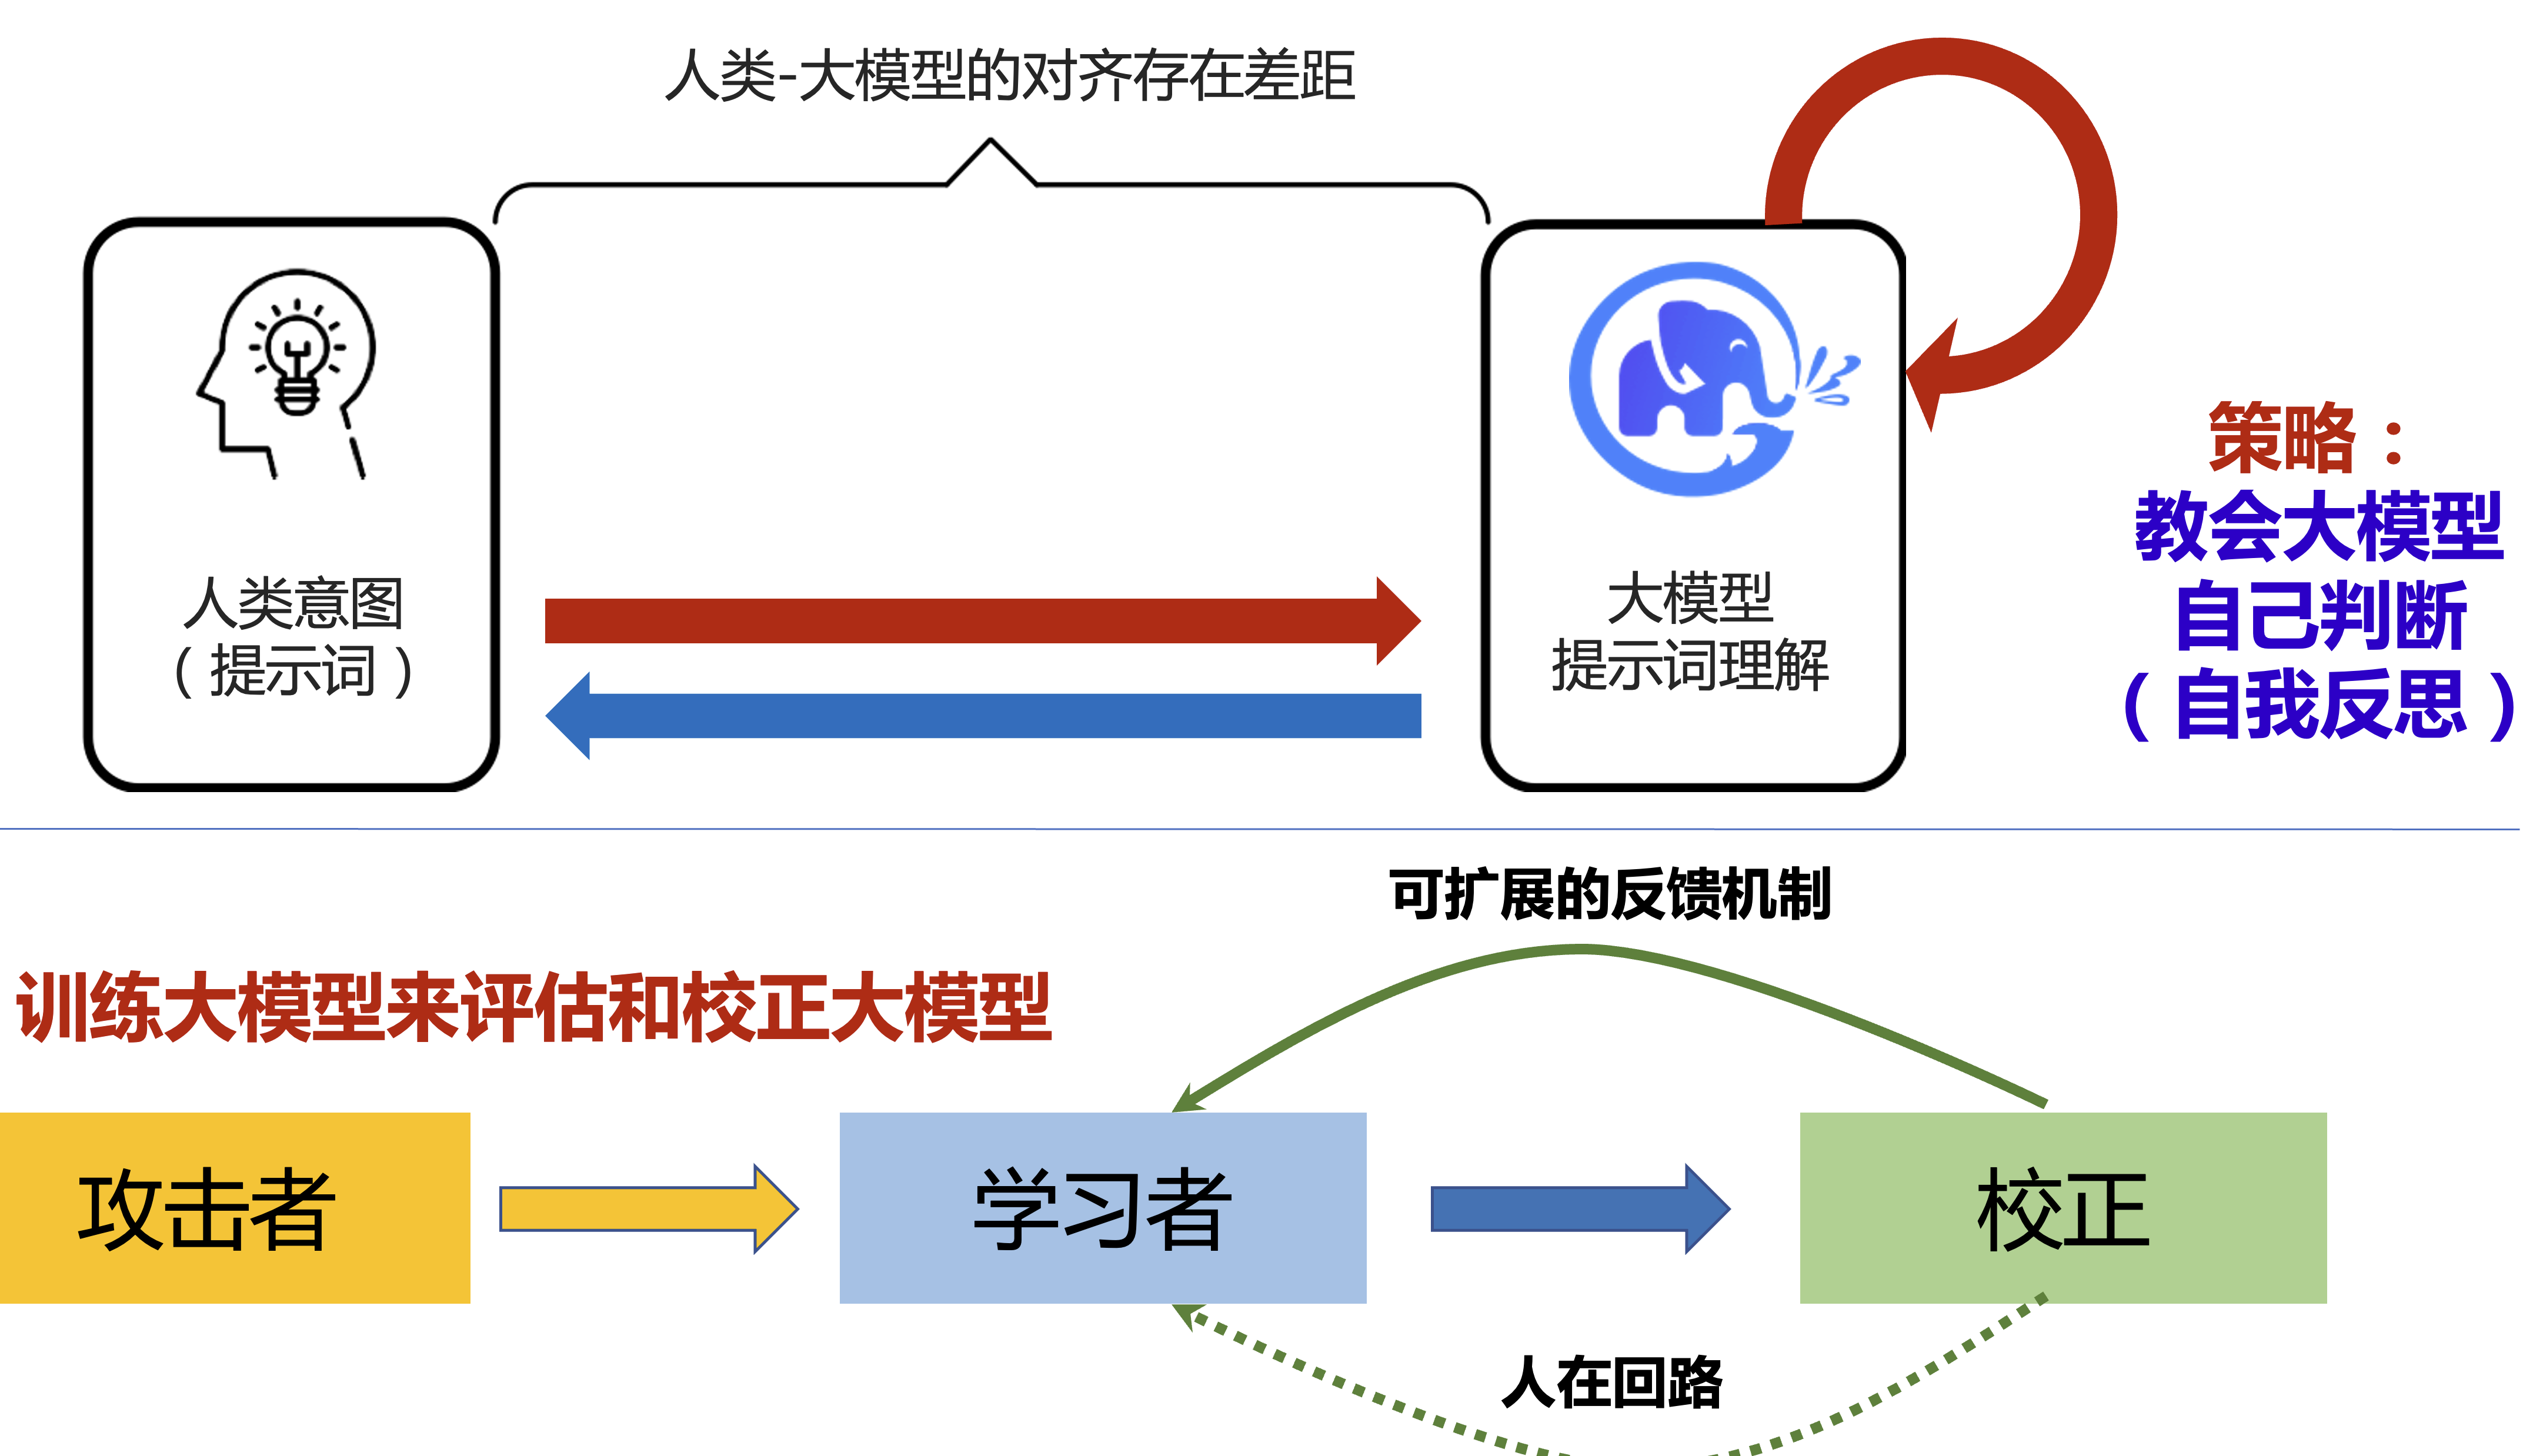 人类-大模型的对齐存在差距
人类意图
（提示词）
大模型
提示词理解
策略：
教会大模型
自己判断
（自我反思）
可扩展的反馈机制
训练大模型来评估和校正大模型
攻击者
学习者
校正
人在回路